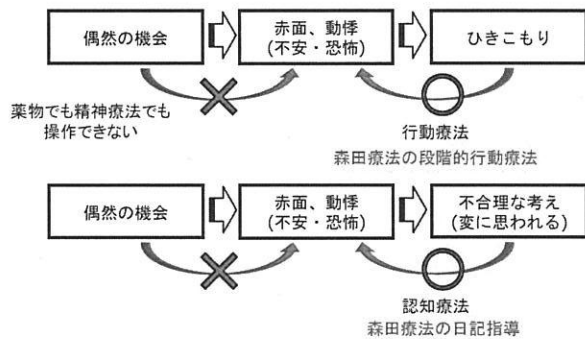 偶然の機会
赤面、動悸
(不安・恐怖)
ひきこもり
薬物でも精神療法でも
操作できない
行動療法
森田療法の段階的行動療法
偶然の機会
赤面、動悸
(不安・恐怖)
不合理な考え
(変に思われる)
認知療法
森田療法の日記指導